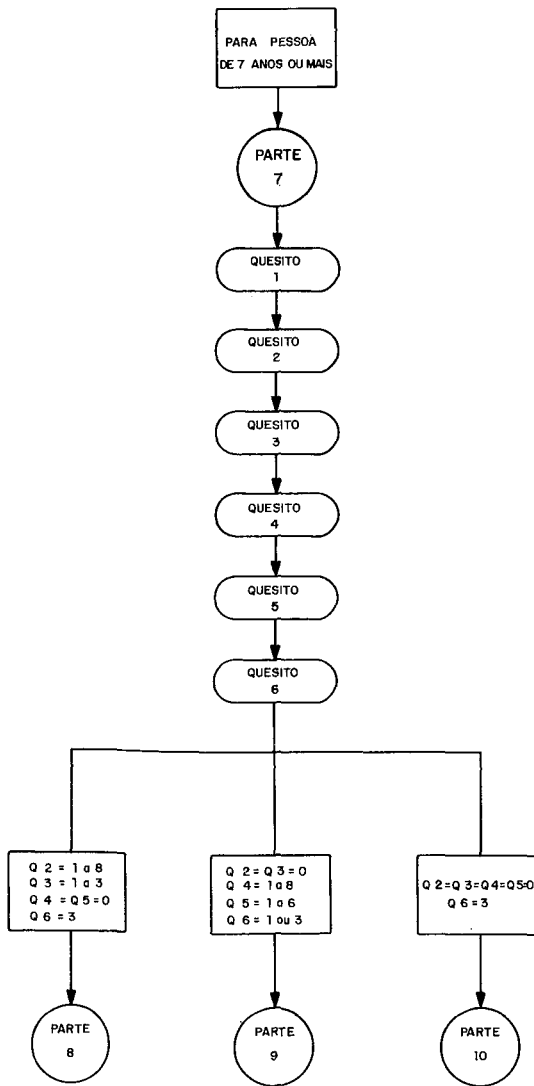 PARA PESSOA
DE 7 ANOS OU MAIS
PARTE
7
QUESITO
1
QUESITO
2
QUESITO
3
QUESITO
4
QUESITO
5
QUESITO
6
Q 2 = 1 a 8
Q 3 = 1 a 3
Q 4 = Q 5 = 0
Q 6 = 3
Q 2 = Q 3 = 0
Q 4 = 1 a 8
Q 5 = 1 a 6
Q 6 = 1 ou 3
Q 2 = Q 3 = Q 4 = Q 5 = 0
Q 6 = 3
PARTE
8
PARTE
9
PARTE
10